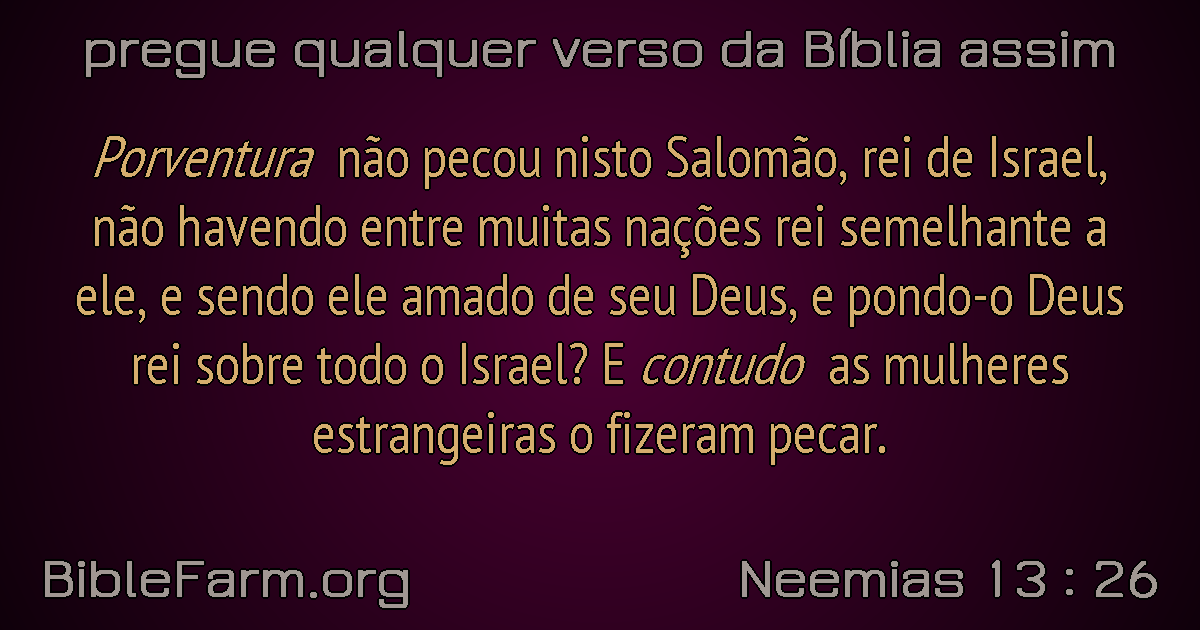 pregue qualquer verso da Bíblia assim
Porventura não pecou nisto Salomão, rei de Israel,
não havendo entre muitas nações rei semelhante a
ele, e sendo ele amado de seu Deus, e pondo-o Deus
rei sobre todo o Israel? E contudo as mulheres
estrangeiras o fizeram pecar.
BibleFarm.org
Neemias 13 : 26